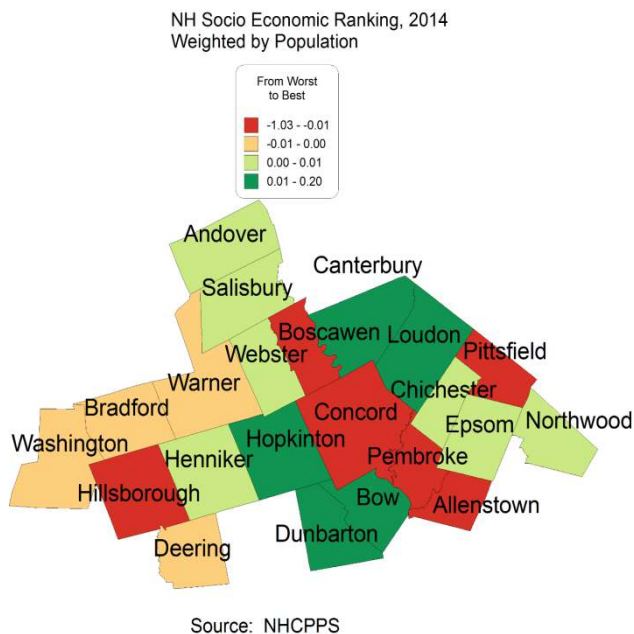 NH Socio Economic Ranking, 2014
Weighted by Population
From Worst
to Best
-1.03 - -0.01
-0.01 - 0.00
0.00 - 0.01
0.01 - 0.20
Andover
Canterbury
Salisbury
Boscawen
Loudon
Pittsfield
Webster
Warner
Chichester
Bradford
Concord
Epsom
Northwood
Washington
Hopkinton
Henniker
Pembroke
Hillsborough
Bow
Allenstown
Dunbarton
Deering
Source: NHCPPS